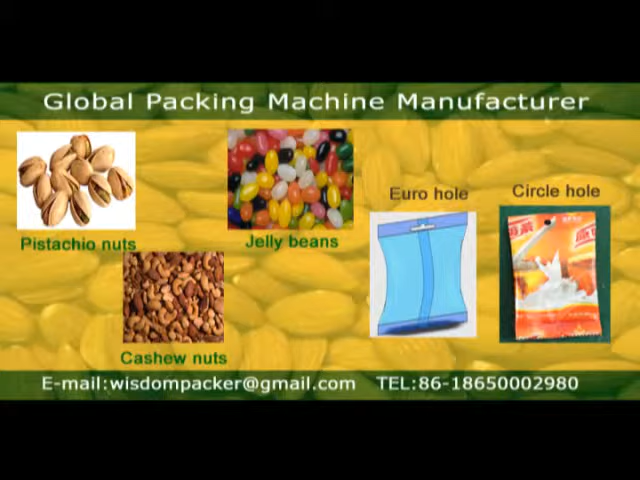 Global Packing Machine Manufacturer
Pistachio nuts
Jelly beans
Cashew nuts
Euro hole
Circle hole
E-mail:wisdompacker@gmail.com TEL:86-18650002980